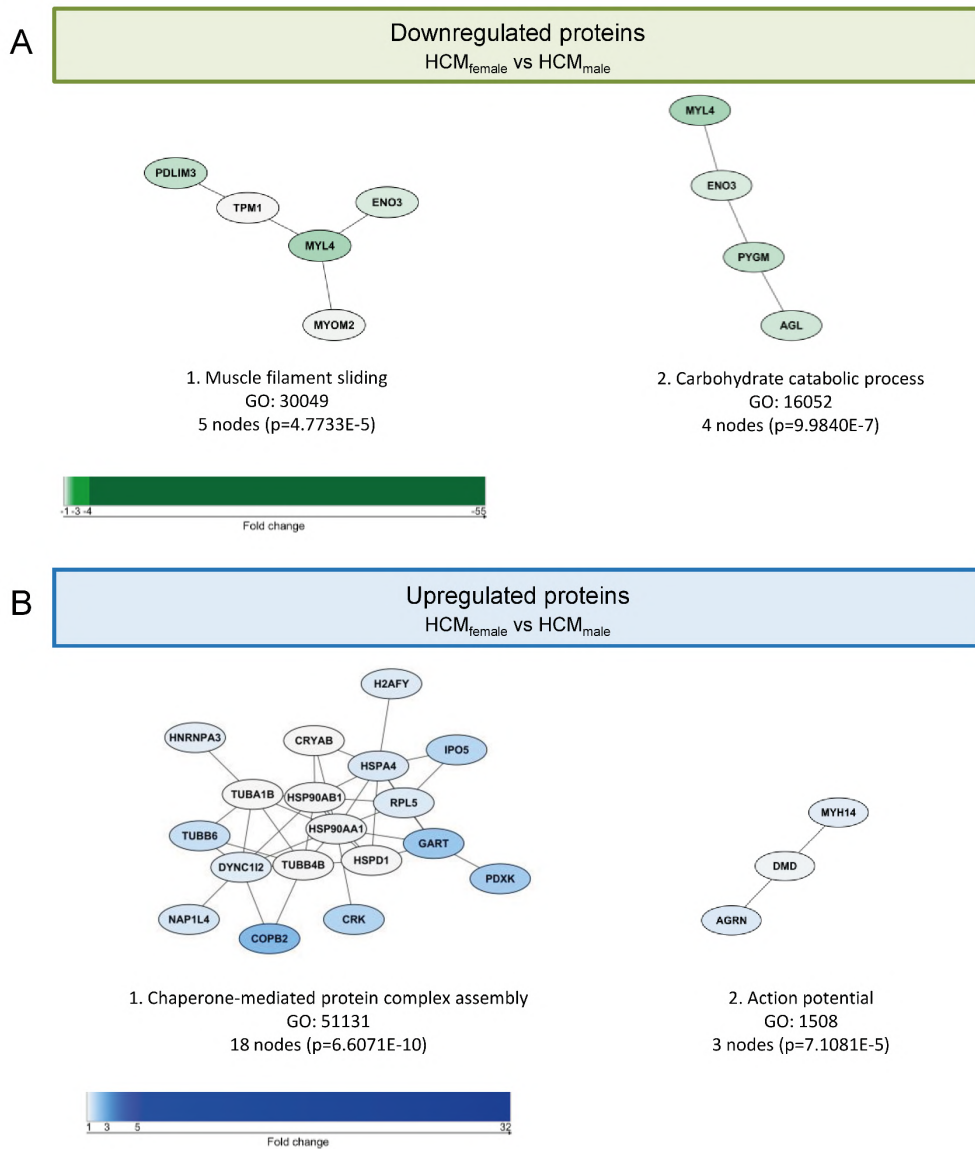 A
Downregulated proteins
HCMfemale vs HCMmale
MYL4
PDLIM3
ENO3
TPM1
ENO3
MYL4
PYGM
MYOM2
AGL
1. Muscle filament sliding
GO: 30049
5 nodes (p=4.7733E-5)
2. Carbohydrate catabolic process
GO: 16052
4 nodes (p=9.9840E-7)
-1 -3 -4 -55
Fold change
B
Upregulated proteins
HCMfemale vs HCMmale
H2AFY
HNRNPA3
CRYAB
IPO5
HSPA4
TUBA1B
HSP90AB1
RPL5
MYH14
HSP90AA1
TUBB6
GART
DYNC1I2
TUBB4B
HSPD1
DMD
PDXK
NAP1L4
CRK
AGRN
COPB2
1. Chaperone-mediated protein complex assembly
GO: 51131
18 nodes (p=6.6071E-10)
2. Action potential
GO: 1508
3 nodes (p=7.1081E-5)
1 3 5 32
Fold change